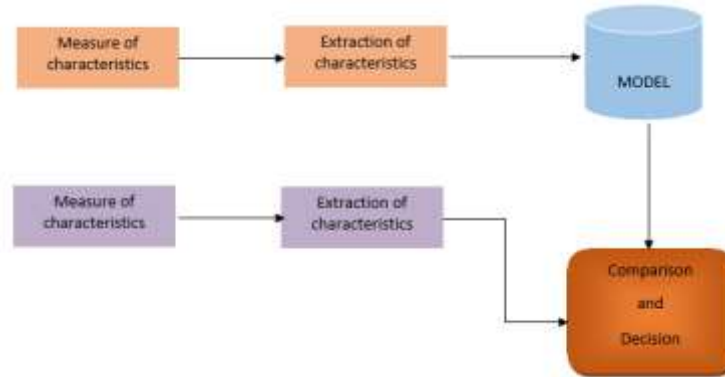 Measure of
characteristics
Extraction of
characteristics
MODEL
Measure of
characteristics
Extraction of
characteristics
Comparison
and
Decision